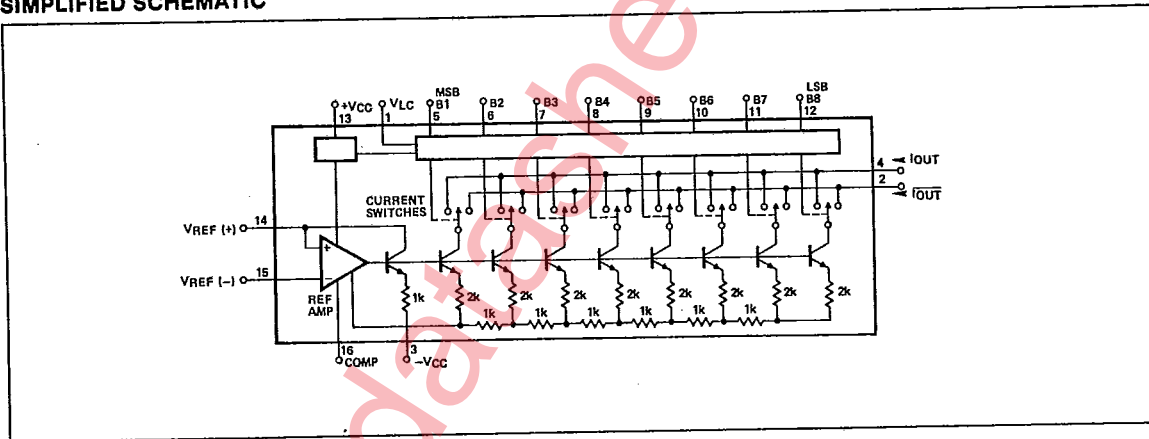 SIMPLIFIED SCHEMATIC
+VCC
13
VLC
1
MSB
B1
5
B2
6
B3
7
B4
8
B5
9
B6
10
B7
11
LSB
B8
12
4
IOUT
2
IOUT
CURRENT
SWITCHES
VREF (+)
14
VREF (–)
15
+
–
REF
AMP
1k
2k
2k
2k
2k
2k
2k
2k
2k
1k
1k
1k
1k
1k
1k
16
COMP
3
–VCC
datashe